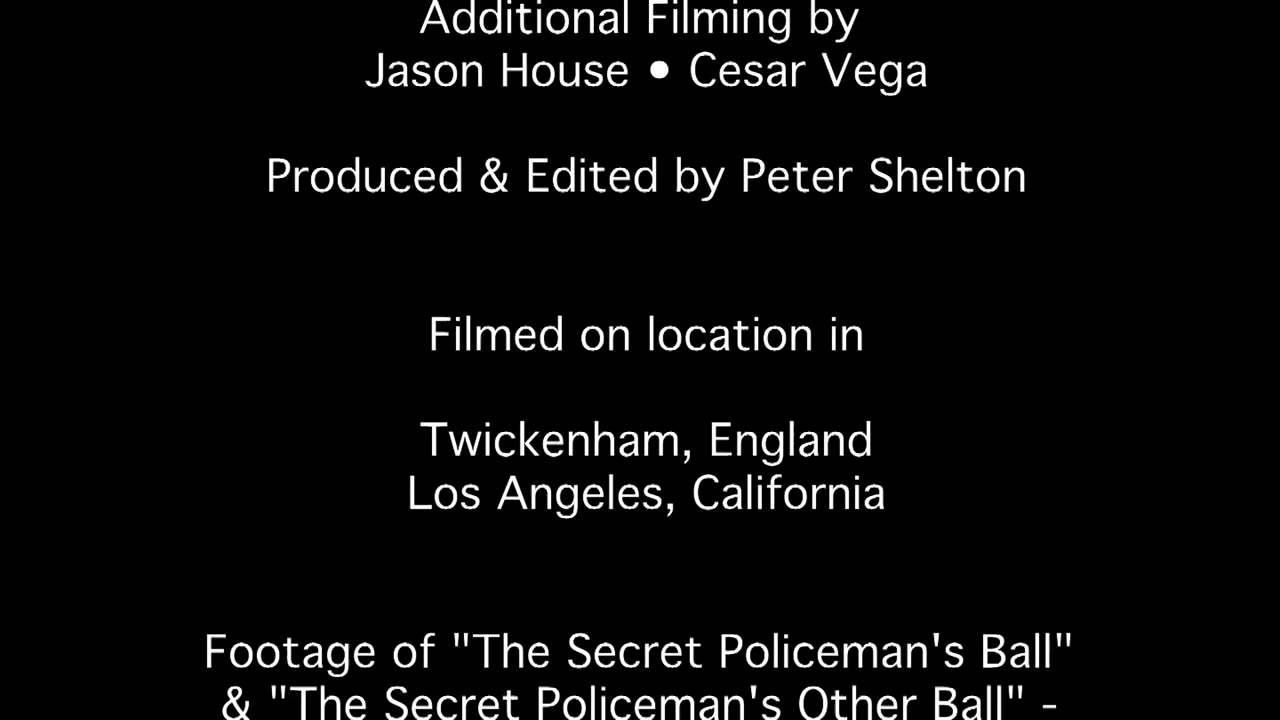 Additional Filming by
Jason House • Cesar Vega
Produced & Edited by Peter Shelton
Filmed on location in
Twickenham, England
Los Angeles, California
Footage of "The Secret Policeman's Ball"
& "The Secret Policeman's Other Ball" -